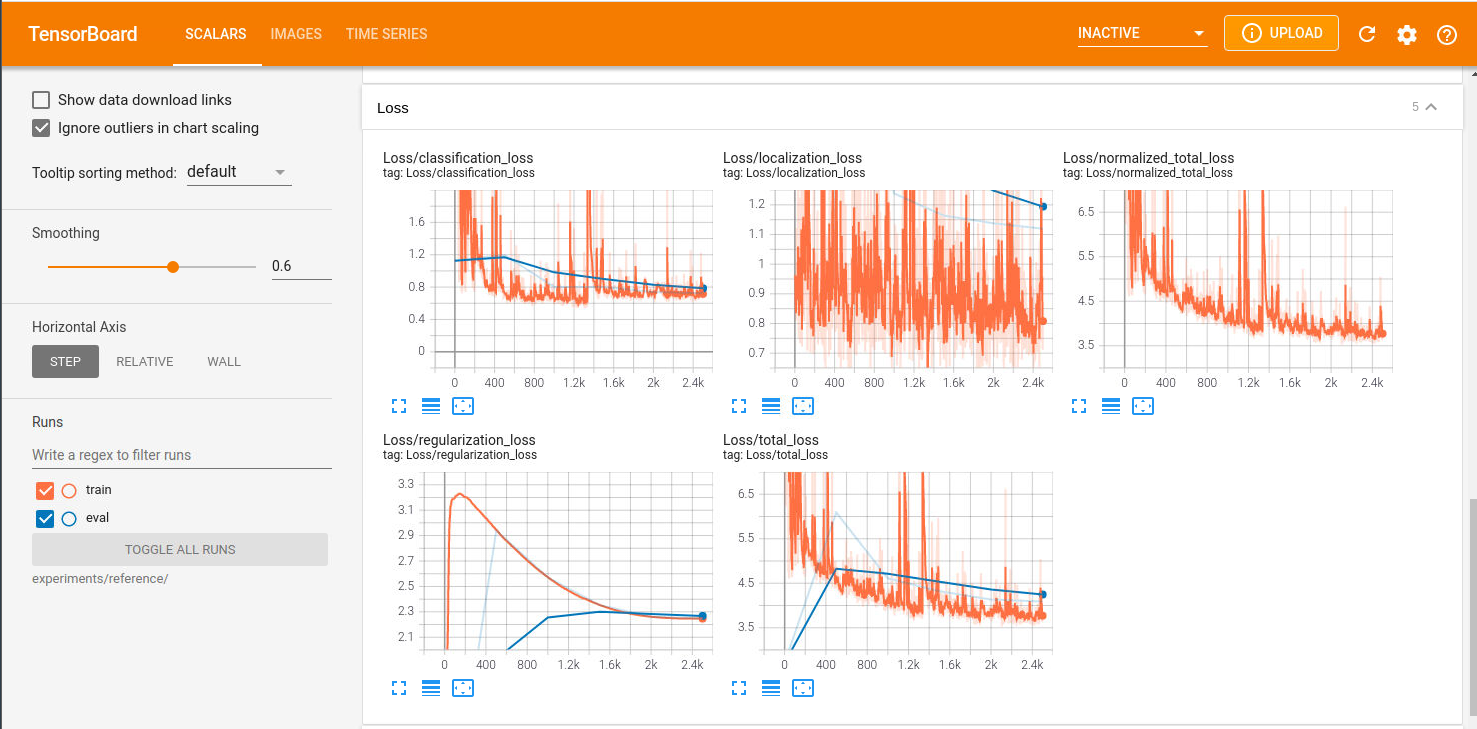 TensorBoard SCALARS IMAGES TIME SERIES INACTIVE UPLOAD
Show data download links
Ignore outliers in chart scaling
Tooltip sorting method: default
Smoothing
0.6
Horizontal Axis
STEP RELATIVE WALL
Runs
Write a regex to filter runs
train
eval
TOGGLE ALL RUNS
experiments/reference/
Loss 5
Loss/classification_loss
tag: Loss/classification_loss
1.6
1.2
0.8
0.4
0
0 400 800 1.2k 1.6k 2k 2.4k
Loss/localization_loss
tag: Loss/localization_loss
1.2
1.1
1
0.9
0.8
0.7
0 400 800 1.2k 1.6k 2k 2.4k
Loss/normalized_total_loss
tag: Loss/normalized_total_loss
6.5
5.5
4.5
3.5
0 400 800 1.2k 1.6k 2k 2.4k
Loss/regularization_loss
tag: Loss/regularization_loss
3.3
3.1
2.9
2.7
2.5
2.3
2.1
0 400 800 1.2k 1.6k 2k 2.4k
Loss/total_loss
tag: Loss/total_loss
6.5
5.5
4.5
3.5
0 400 800 1.2k 1.6k 2k 2.4k